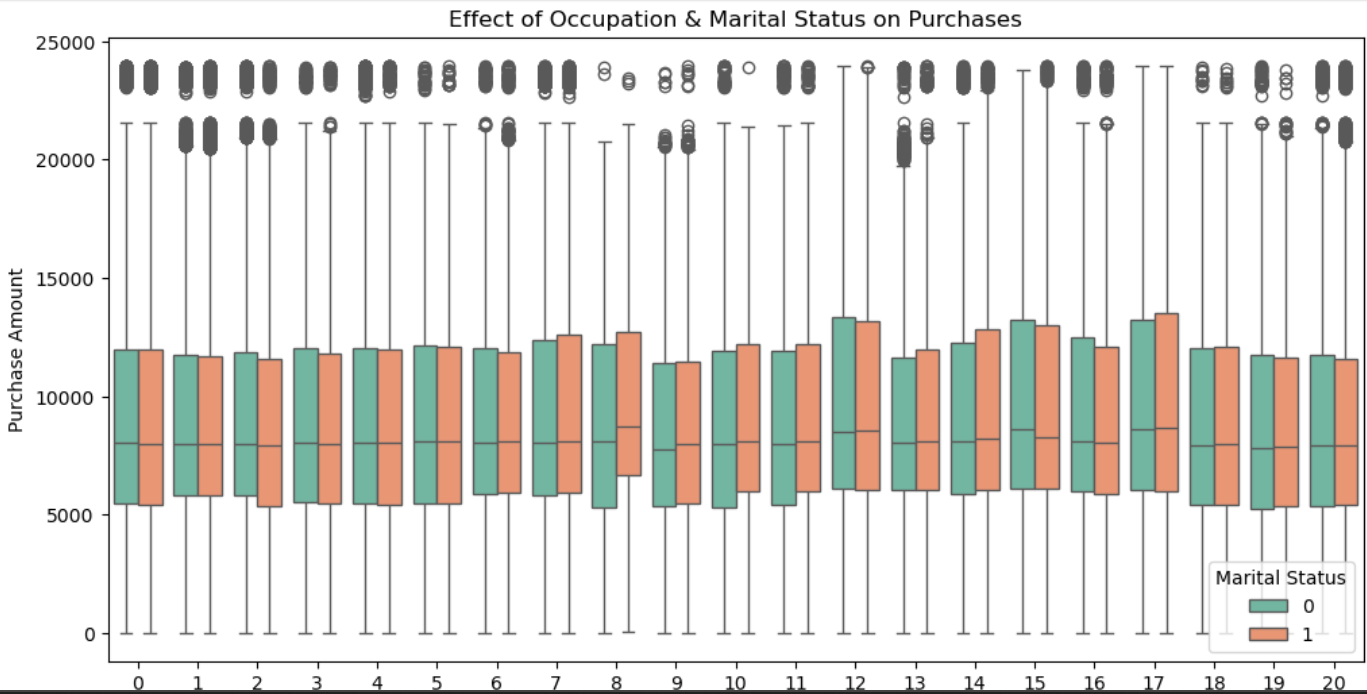 Effect of Occupation & Marital Status on Purchases
25000
20000
15000
10000
5000
0
Purchase Amount
Marital Status
0
1
0 1 2 3 4 5 6 7 8 9 10 11 12 13 14 15 16 17 18 19 20